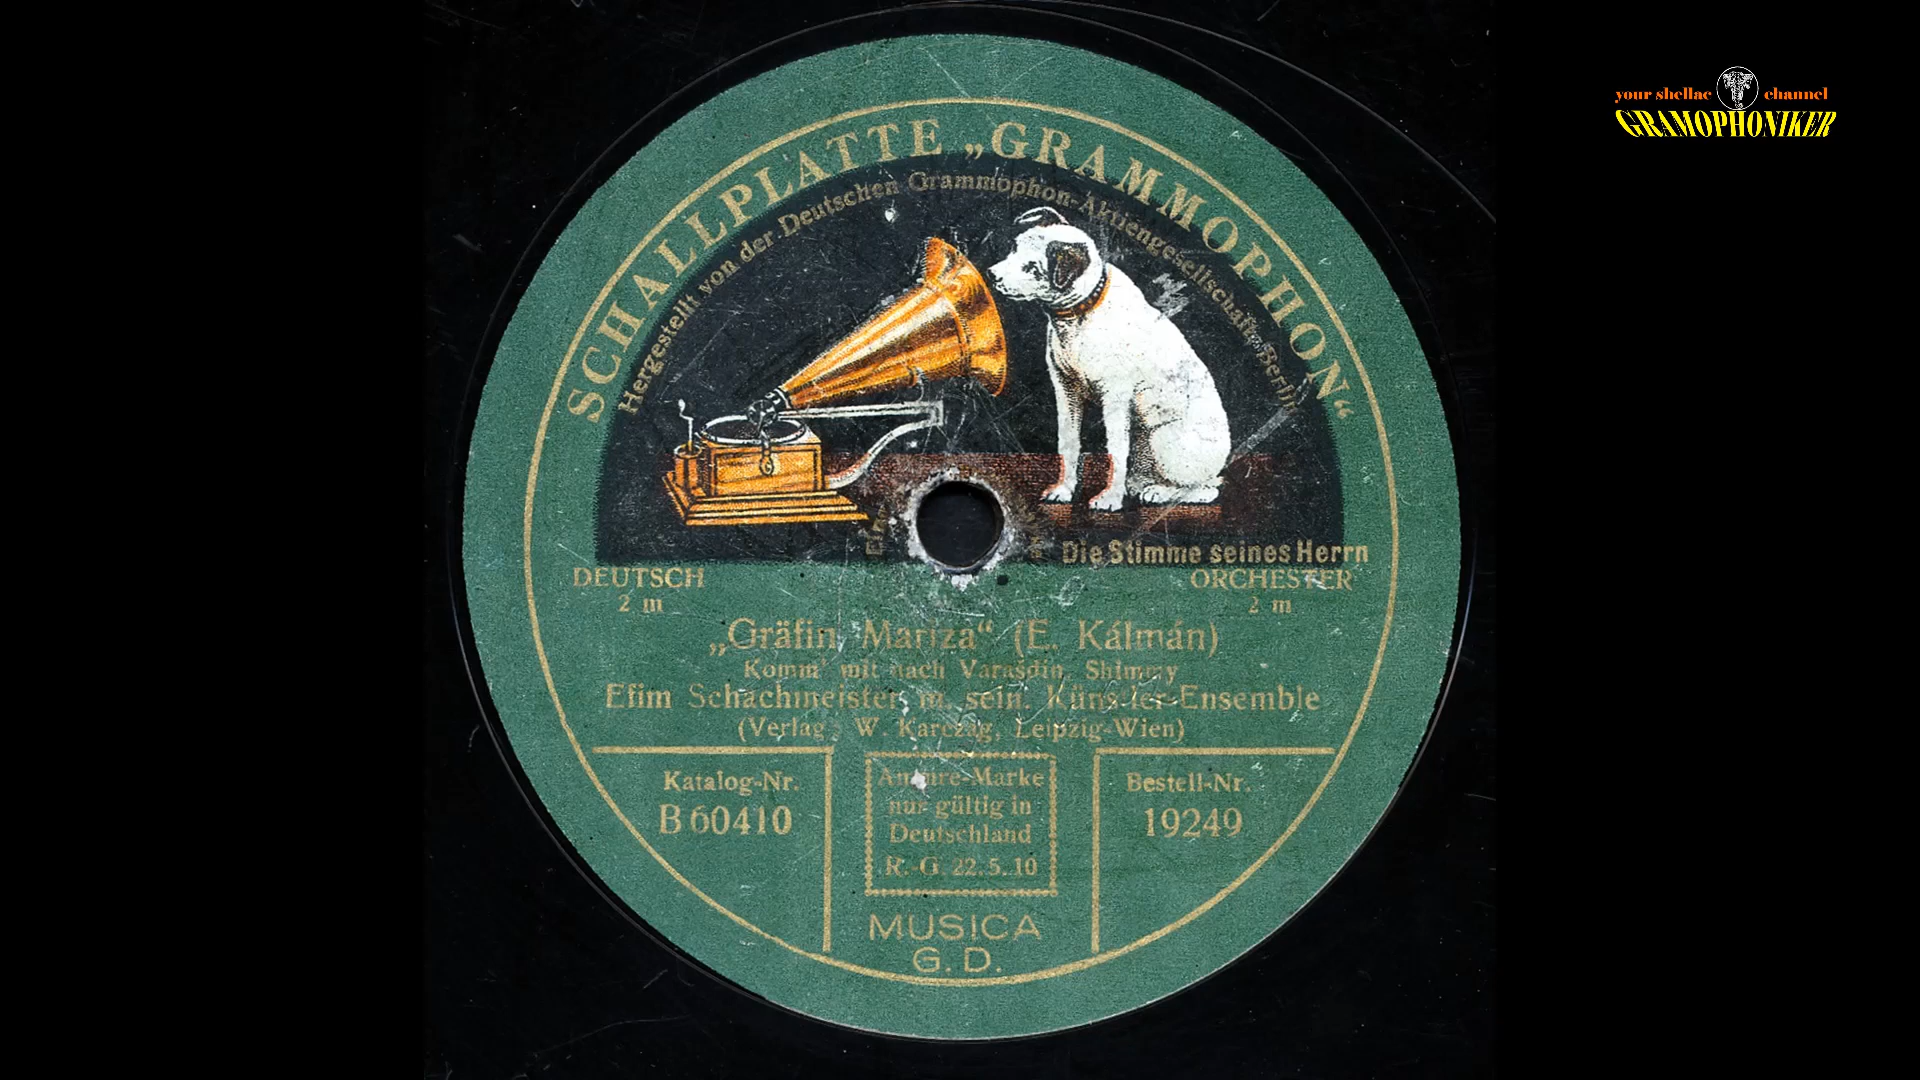 your shellac channel
GRAMOPHONIKER
SCHALLPLATTE „GRAMMOPHON“
Hergestellt von der Deutschen Grammophon-Aktiengesellschaft, Berlin
Die Stimme seines Herrn
DEUTSCH
ORCHESTER
2 m
2 m
„Gräfin Mariza“ (E. Kálmán)
Komm' mit nach Varasdin, Shimmy
Efim Schachmeister m. sein. Künstler-Ensemble
(Verlag: W. Karczag, Leipzig-Wien)
Katalog-Nr.
B 60410
Aufnre-Marke
nur gültig in
Deutschland
R.-G. 22. 5. 10
Bestell-Nr.
19249
MUSICA
G. D.